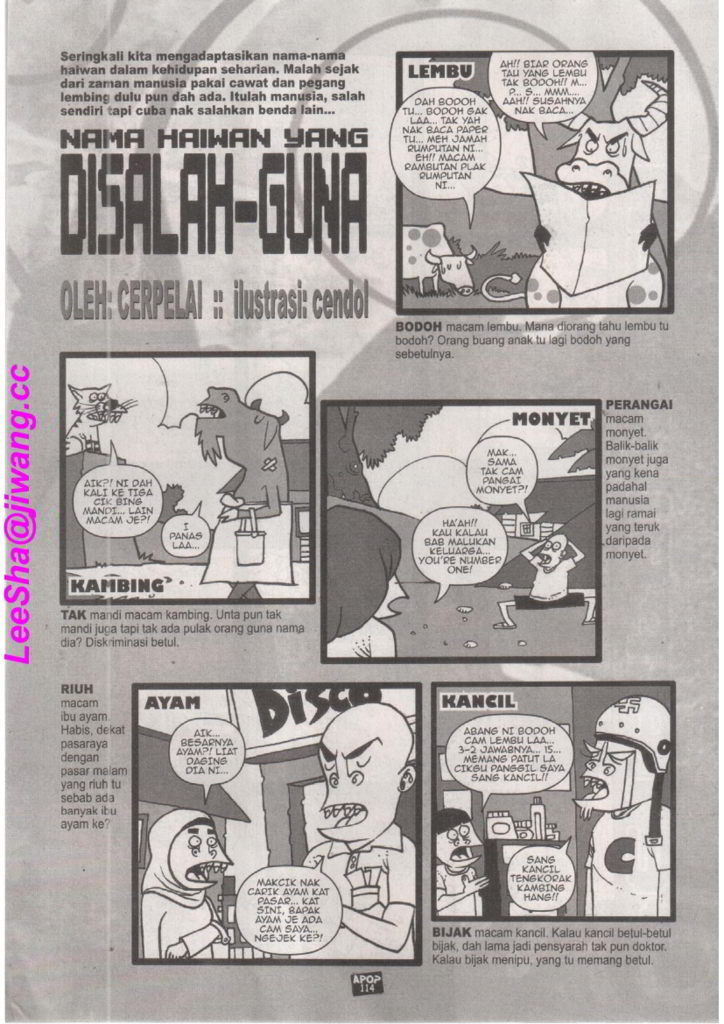 Seringkali kita mengadaptasikan nama-nama
haiwan dalam kehidupan seharian. Malah sejak
dari zaman manusia pakai cawat dan pegang
lembing dulu pun dah ada. Itulah manusia, salah
sendiri tapi cuba nak salahkan benda lain...
NAMA HAIWAN YANG
DISALAH-GUNA
OLEH: CERPELAI :: ilustrasi: cendol
LEMBU
AH!! BIAR ORANG
TAU YANG LEMBU
TAK BODOH!! M...
P... S... MMM....
AAH!! SUSAHNYA
NAK BACA...
DAH BODOH
TU... BODOH GAK
LAA... TAK YAH
NAK BACA PAPER
TU... MEH JAMAH
RUMPUTAN NI...
EH!! MACAM
RAMBUTAN PLAK
RUMPUTAN
NI...
BODOH macam lembu. Mana diorang tahu lembu tu
bodoh? Orang buang anak tu lagi bodoh yang
sebetulnya.
AIK?! NI DAH
KALI KE TIGA
CIK BING
MANDI... LAIN
MACAM JE?!
I
PANAS
LAA...
KAMBING
TAK mandi macam kambing. Unta pun tak
mandi juga tapi tak ada pulak orang guna nama
dia? Diskriminasi betul.
MONYET
MAK...
SAMA
TAK CAM
PANGAI
MONYET?!
HA'AH!!
KAU KALAU
BAB MALUKAN
KELUARGA...
YOU'RE NUMBER
ONE!
PERANGAI
macam
monyet.
Balik-balik
monyet juga
yang kena
padahal
manusia
lagi ramai
yang teruk
daripada
monyet.
RIUH
macam
ibu ayam.
Habis, dekat
pasaraya
dengan
pasar malam
yang riuh tu
sebab ada
banyak ibu
ayam ke?
AYAM
DISCO
AIK...
BESARNYA
AYAM?! LIAT
DAGING
DIA NI...
MAKCIK NAK
CARIK AYAM KAT
PASAR... KAT
SINI, BAPAK
AYAM JE ADA
CAM SAYA...
NGEJEK KE?!
KANCIL
ABANG NI BODOH
CAM LEMBU LAA...
3-2 JAWABNYA... 15...
MEMANG PATUT LA
CIKGU PANGGIL SAYA
SANG KANCIL!!
SANG
KANCIL
TENGKORAK
KAMBING
HANG!!
C
BIJAK macam kancil. Kalau kancil betul-betul
bijak, dah lama jadi pensyarah tak pun doktor.
Kalau bijak menipu, yang tu memang betul.
APOP
114
LeeSha@jiwang.cc